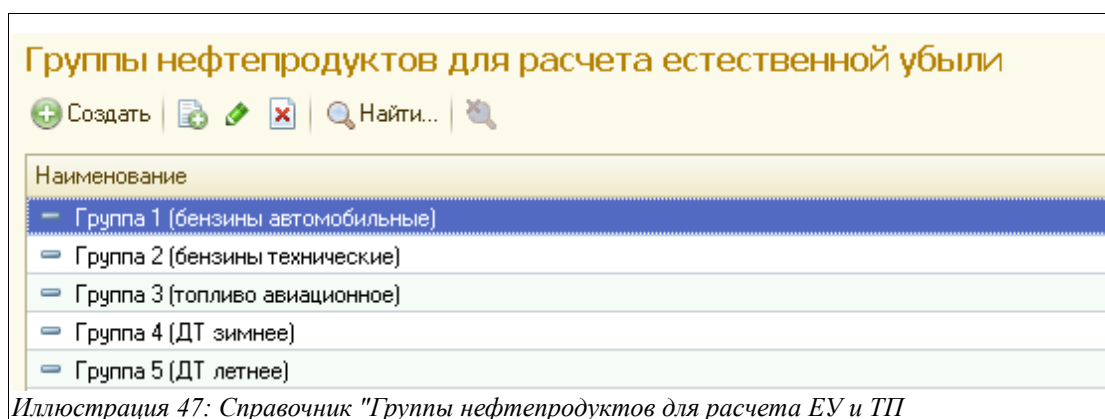 Группы нефтепродуктов для расчета естественной убыли
Создать Найти...
Наименование
Группа 1 (бензины автомобильные)
Группа 2 (бензины технические)
Группа 3 (топливо авиационное)
Группа 4 (ДТ зимнее)
Группа 5 (ДТ летнее)
Иллюстрация 47: Справочник "Группы нефтепродуктов для расчета ЕУ и ТП